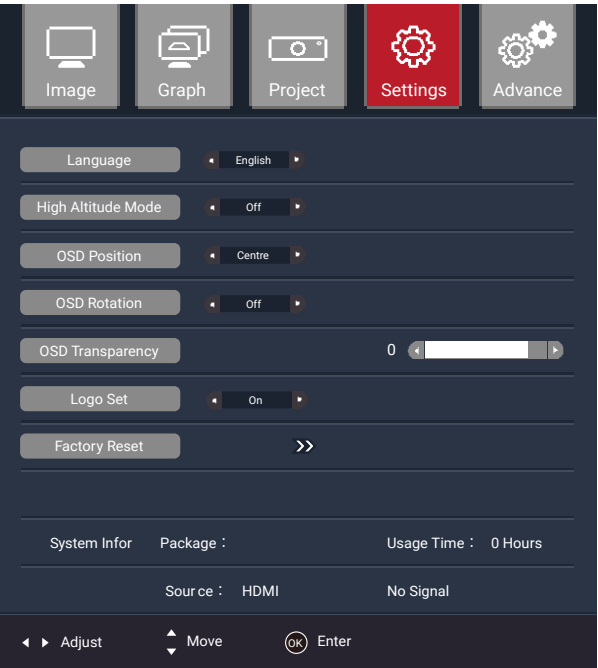 Image Graph Project Settings Advance
Language English
High Altitude Mode Off
OSD Position Centre
OSD Rotation Off
OSD Transparency 0
Logo Set On
Factory Reset
System Infor Package： Usage Time： 0 Hours
Source： HDMI No Signal
Adjust Move OK Enter